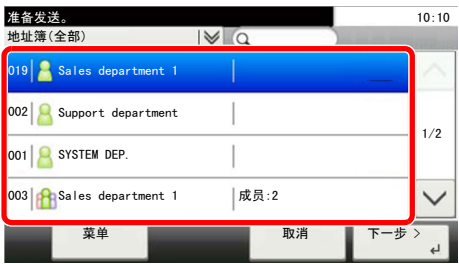 准备发送。 10:10
地址簿(全部)
019 Sales department 1
002 Support department
1/2
001 SYSTEM DEP.
003 Sales department 1 成员:2
菜单 取消 下一步 >